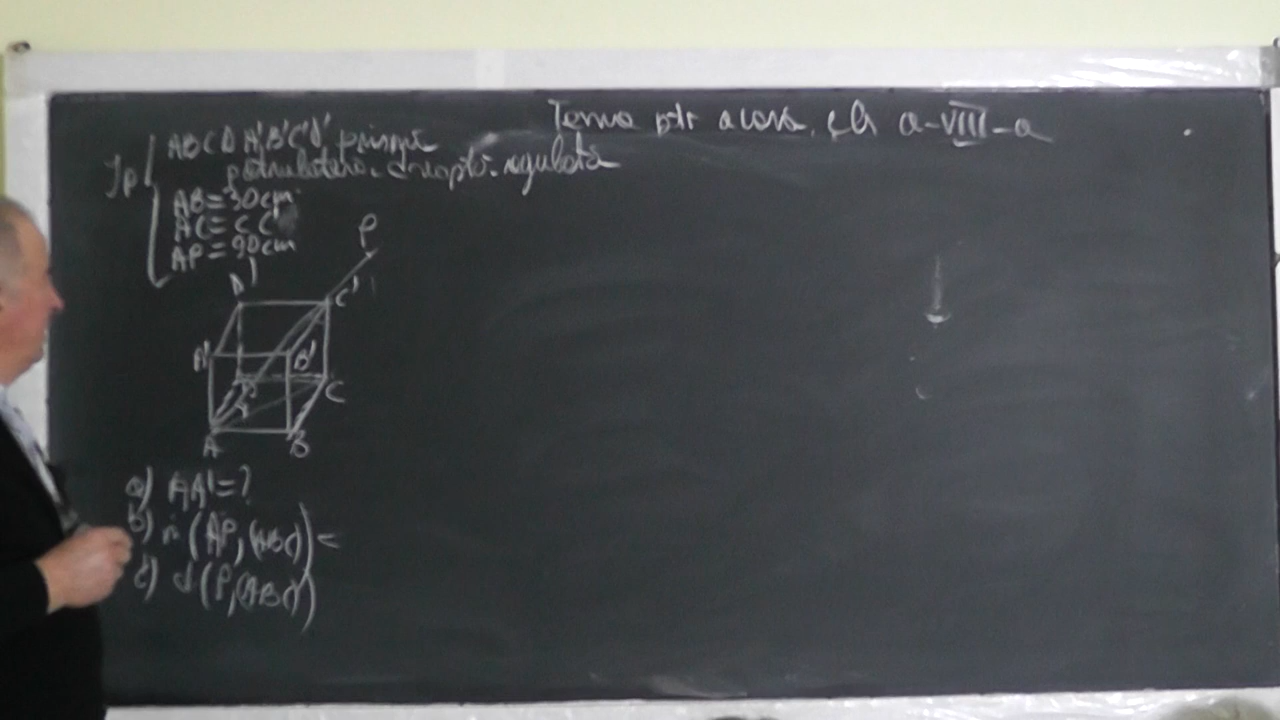 Tema ptr acasă, cls a-VIII-a
Ip
ABCDA'B'C'D' prismă
patrulateră dreaptă regulată
AB=30cm
AC=CC'
AP=90cm
P
D'
C'
A'
B'
D
C
A
B
a) AA'=?
b) (AP,(ABC))=
c) d(P,(ABC))